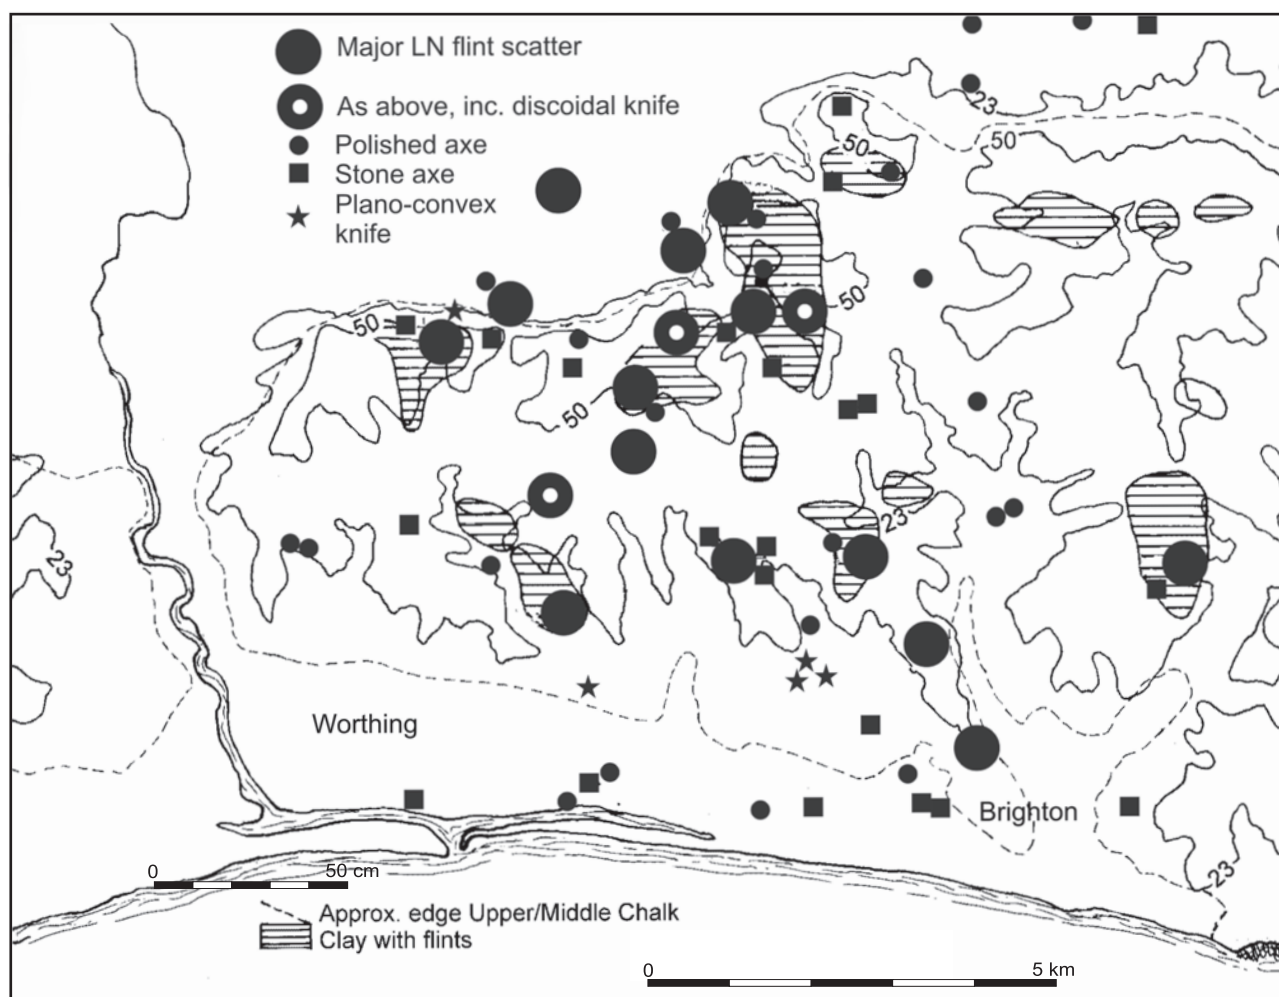 Major LN flint scatter
As above, inc. discoidal knife
Polished axe
Stone axe
Plano-convex
knife
23
50
50
50
50
50
23
23
Worthing
Brighton
23
0 50 cm
Approx. edge Upper/Middle Chalk
Clay with flints
0 5 km